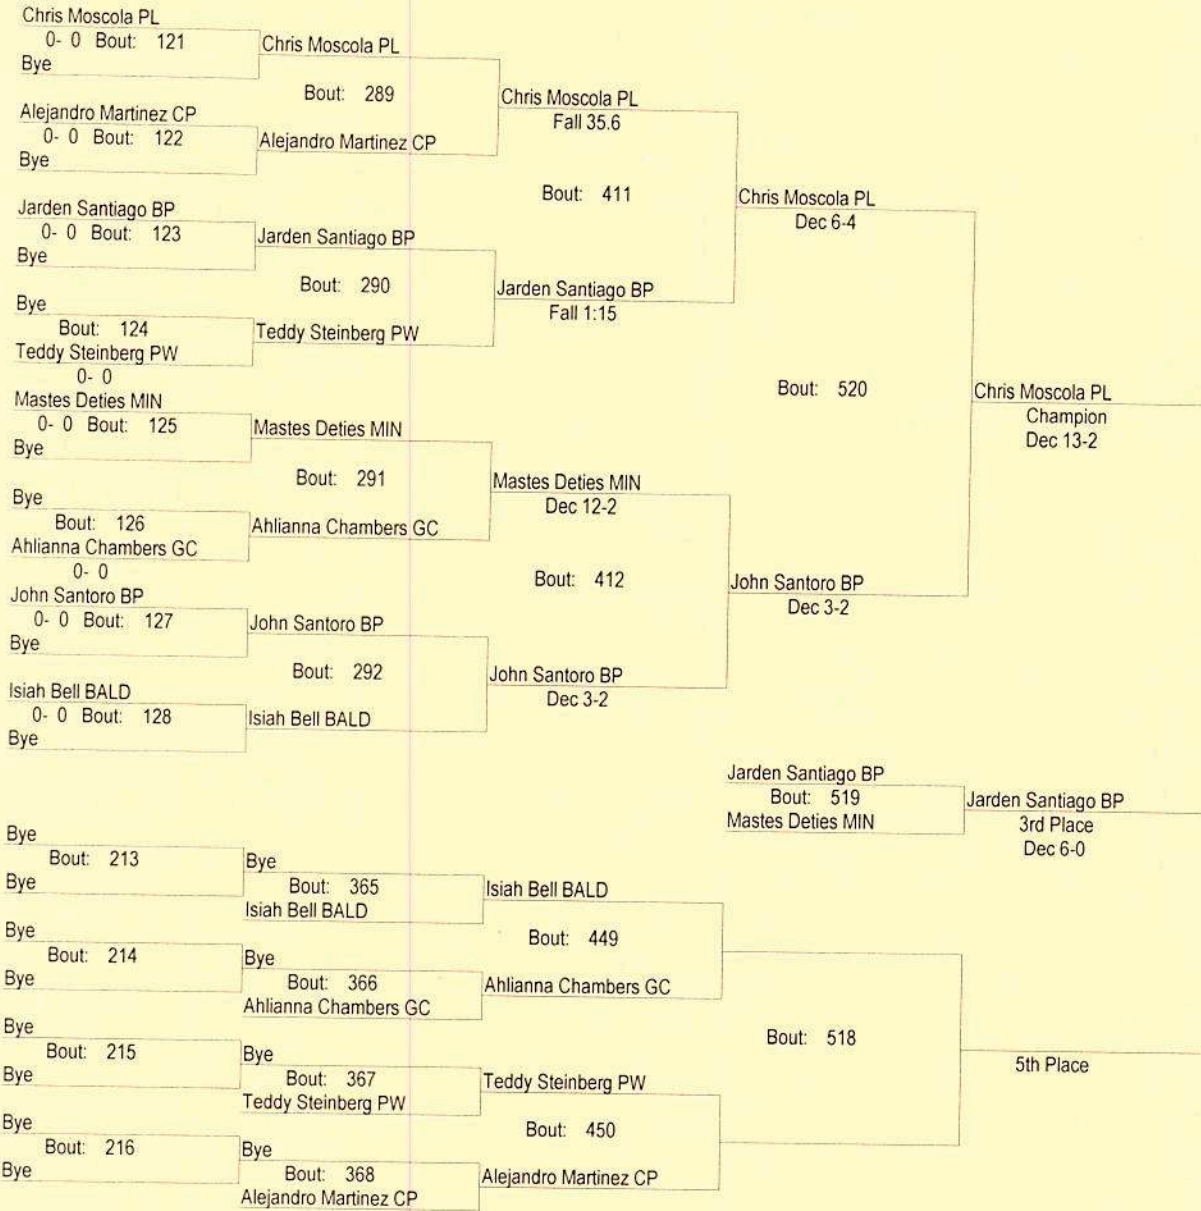 Chris Moscola PL
0- 0 Bout: 121
Bye
Alejandro Martinez CP
0- 0 Bout: 122
Bye
Jarden Santiago BP
0- 0 Bout: 123
Bye
Bye
Bout: 124
Teddy Steinberg PW
0- 0
Mastes Deties MIN
0- 0 Bout: 125
Bye
Bye
Bout: 126
Ahlianna Chambers GC
0- 0
John Santoro BP
0- 0 Bout: 127
Bye
Isiah Bell BALD
0- 0 Bout: 128
Bye
Chris Moscola PL
Bout: 289
Alejandro Martinez CP
Jarden Santiago BP
Bout: 290
Teddy Steinberg PW
Mastes Deties MIN
Bout: 291
Ahlianna Chambers GC
John Santoro BP
Bout: 292
Isiah Bell BALD
Chris Moscola PL
Fall 35.6
Bout: 411
Jarden Santiago BP
Fall 1:15
Mastes Deties MIN
Dec 12-2
Bout: 412
John Santoro BP
Dec 3-2
Chris Moscola PL
Dec 6-4
Bout: 520
John Santoro BP
Dec 3-2
Chris Moscola PL
Champion
Dec 13-2
Jarden Santiago BP
Bout: 519
Mastes Deties MIN
Jarden Santiago BP
3rd Place
Dec 6-0
Bye
Bout: 213
Bye
Bye
Bout: 214
Bye
Bye
Bout: 215
Bye
Bye
Bout: 216
Bye
Bye
Bout: 365
Isiah Bell BALD
Bye
Bout: 366
Ahlianna Chambers GC
Bye
Bout: 367
Teddy Steinberg PW
Bye
Bout: 368
Alejandro Martinez CP
Isiah Bell BALD
Bout: 449
Ahlianna Chambers GC
Teddy Steinberg PW
Bout: 450
Alejandro Martinez CP
Bout: 518
5th Place